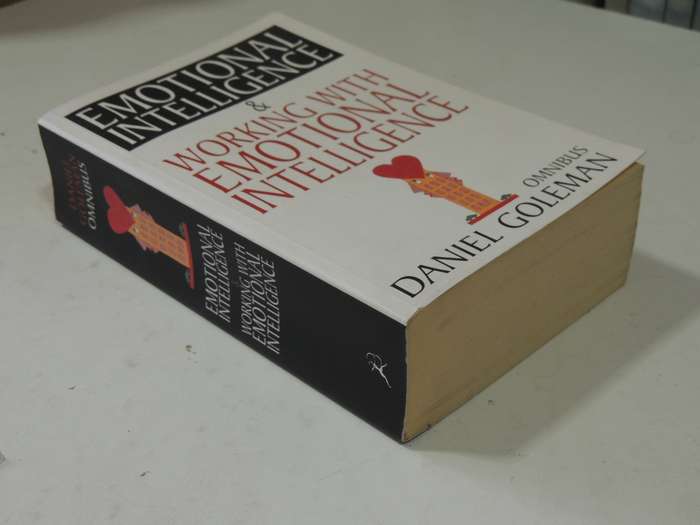 EMOTIONAL
INTELLIGENCE
&
WORKING WITH
EMOTIONAL
INTELLIGENCE
OMNIBUS
DANIEL GOLEMAN
DANIEL
GOLEMAN
OMNIBUS
EMOTIONAL
INTELLIGENCE
&
WORKING WITH
EMOTIONAL
INTELLIGENCE